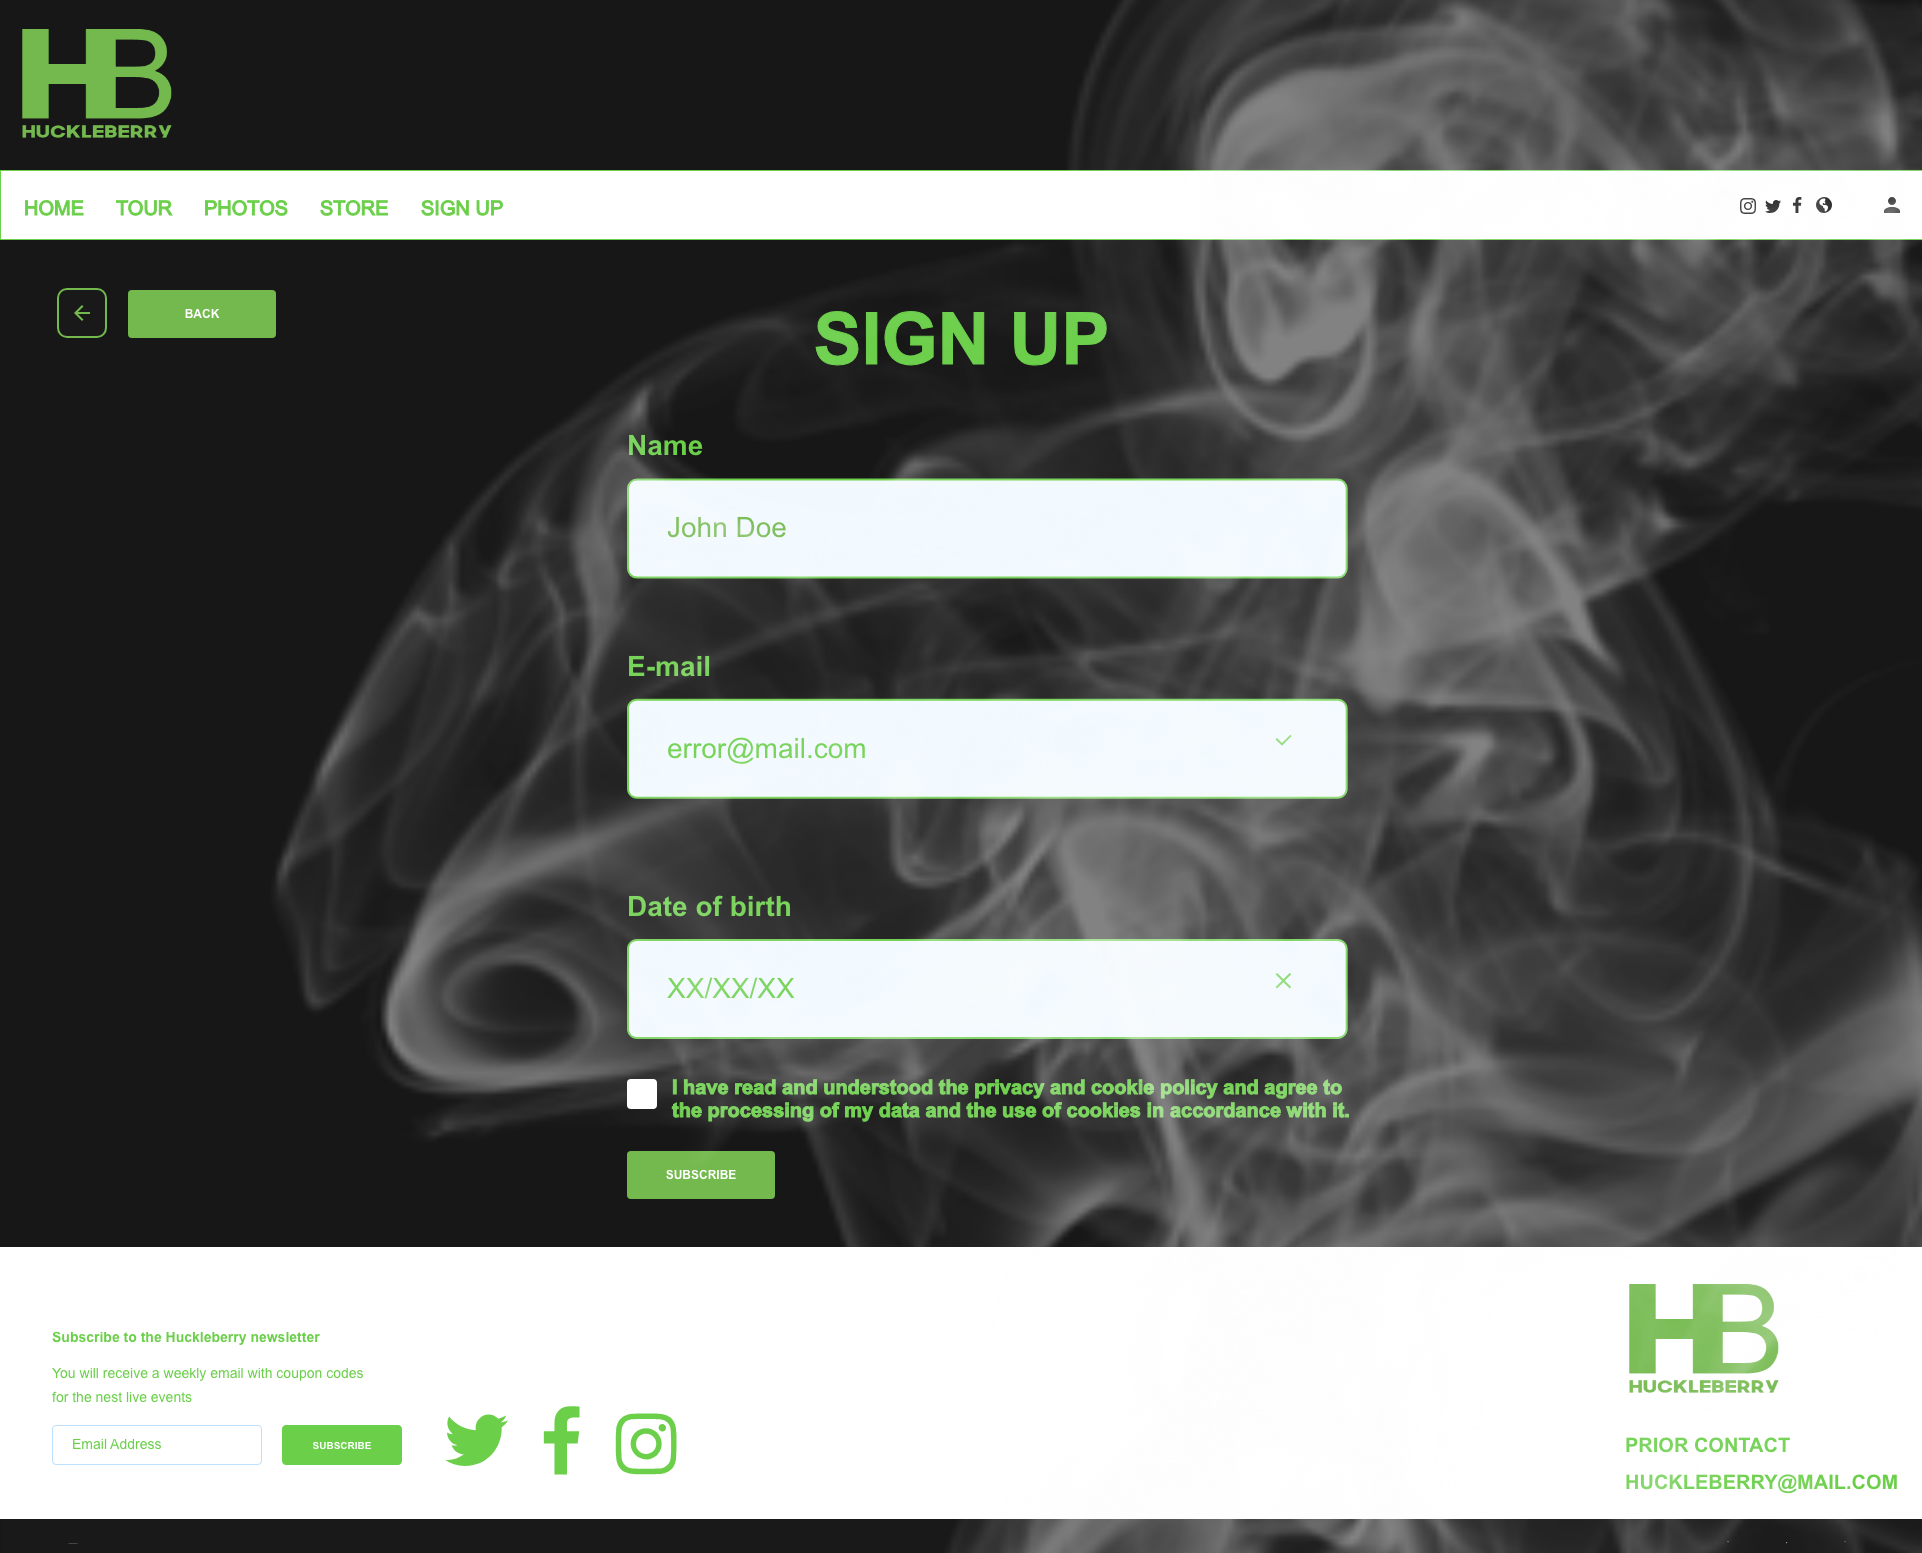 HB
HUCKLEBERRY
HOME TOUR PHOTOS STORE SIGN UP
BACK
SIGN UP
Name
John Doe
E-mail
error@mail.com
Date of birth
XX/XX/XX
I have read and understood the privacy and cookie policy and agree to
the processing of my data and the use of cookies in accordance with it.
SUBSCRIBE
Subscribe to the Huckleberry newsletter
You will receive a weekly email with coupon codes
for the nest live events
Email Address
SUBSCRIBE
HB
HUCKLEBERRY
PRIOR CONTACT
HUCKLEBERRY@MAIL.COM